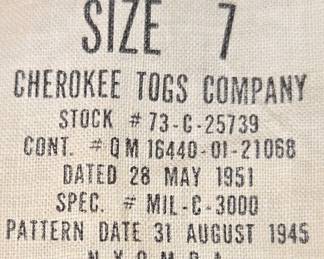 SIZE 7
CHEROKEE TOGS COMPANY
STOCK # 73-C-25739
CONT. # QM 16440-OI-21068
DATED 28 MAY 1951
SPEC. # MIL-C-3000
PATTERN DATE 31 AUGUST 1945